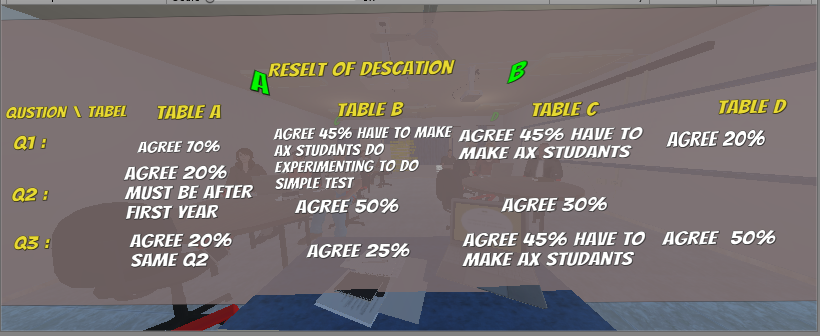 RESELT OF DESCATION
A
B
QUSTION \ TABEL TABLE A TABLE B TABLE C TABLE D
Q1 :
AGREE 70%
AGREE 45% HAVE TO MAKE
AX STUDANTS DO
EXPERIMENTING TO DO
SIMPLE TEST
AGREE 45% HAVE TO
MAKE AX STUDANTS
AGREE 20%
Q2 :
AGREE 20%
MUST BE AFTER
FIRST YEAR
AGREE 50%
AGREE 30%
Q3 :
AGREE 20%
SAME Q2
AGREE 25%
AGREE 45% HAVE TO
MAKE AX STUDANTS
AGREE 50%